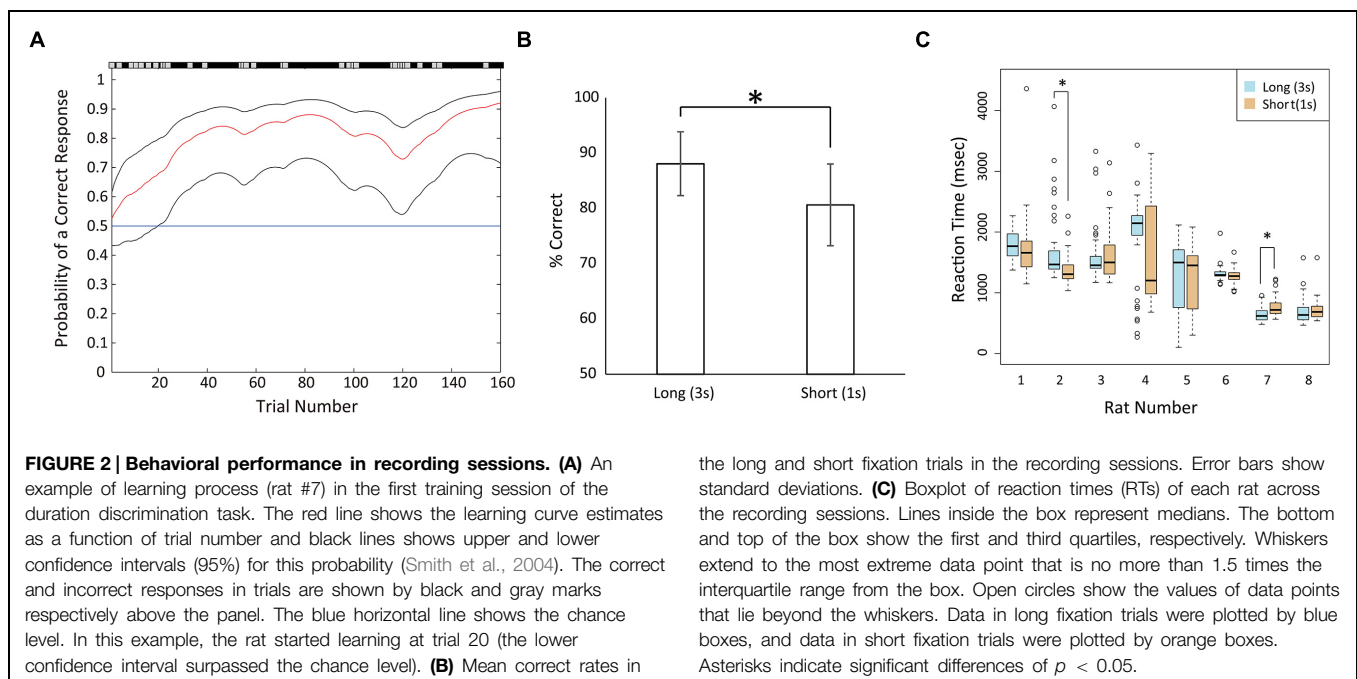 A
Probability of a Correct Response
1
0.9
0.8
0.7
0.6
0.5
0.4
0.3
0.2
0.1
0
20 40 60 80 100 120 140 160
Trial Number
B
% Correct
100
90
80
70
60
50
*
Long (3s) Short (1s)
C
Reaction Time (msec)
4000
3000
2000
1000
0
*
*
Long (3s)
Short(1s)
1 2 3 4 5 6 7 8
Rat Number
FIGURE 2 | Behavioral performance in recording sessions. (A) An
example of learning process (rat #7) in the first training session of the
duration discrimination task. The red line shows the learning curve estimates
as a function of trial number and black lines shows upper and lower
confidence intervals (95%) for this probability (Smith et al., 2004). The correct
and incorrect responses in trials are shown by black and gray marks
respectively above the panel. The blue horizontal line shows the chance
level. In this example, the rat started learning at trial 20 (the lower
confidence interval surpassed the chance level). (B) Mean correct rates in
the long and short fixation trials in the recording sessions. Error bars show
standard deviations. (C) Boxplot of reaction times (RTs) of each rat across
the recording sessions. Lines inside the box represent medians. The bottom
and top of the box show the first and third quartiles, respectively. Whiskers
extend to the most extreme data point that is no more than 1.5 times the
interquartile range from the box. Open circles show the values of data points
that lie beyond the whiskers. Data in long fixation trials were plotted by blue
boxes, and data in short fixation trials were plotted by orange boxes.
Asterisks indicate significant differences of p < 0.05.